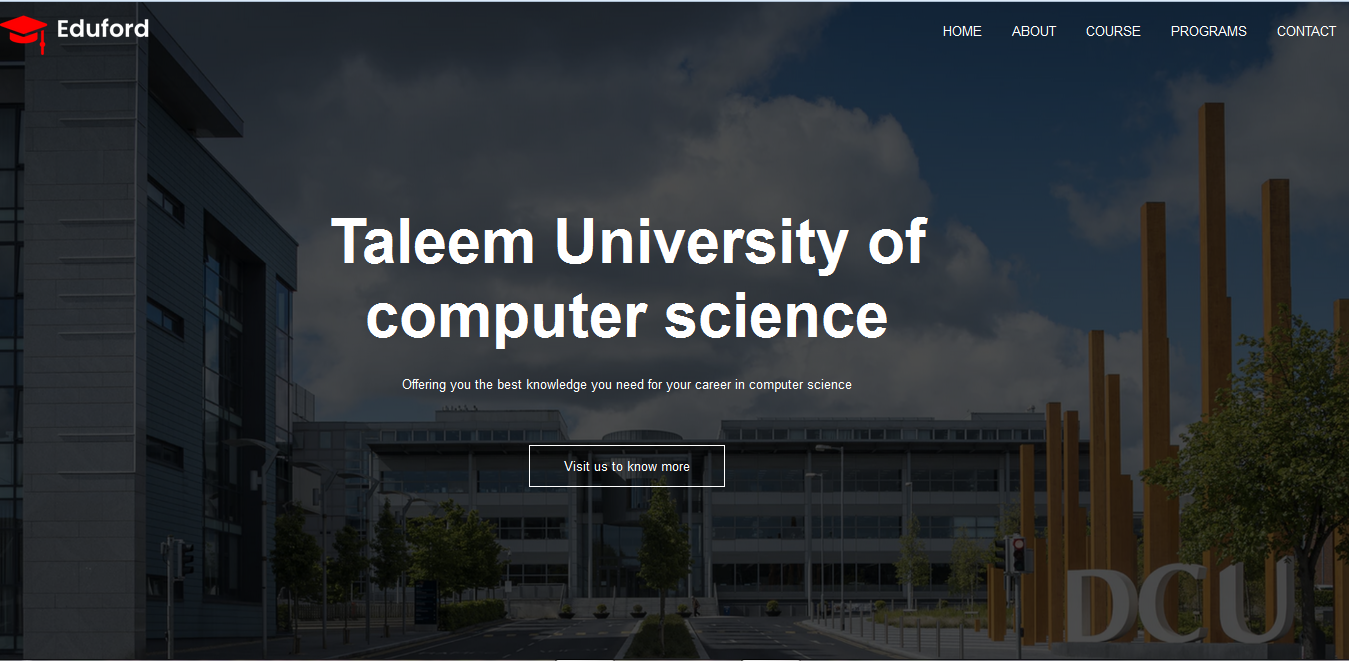 Eduford
HOME ABOUT COURSE PROGRAMS CONTACT
Taleem University of
computer science
Offering you the best knowledge you need for your career in computer science
Visit us to know more
DCU